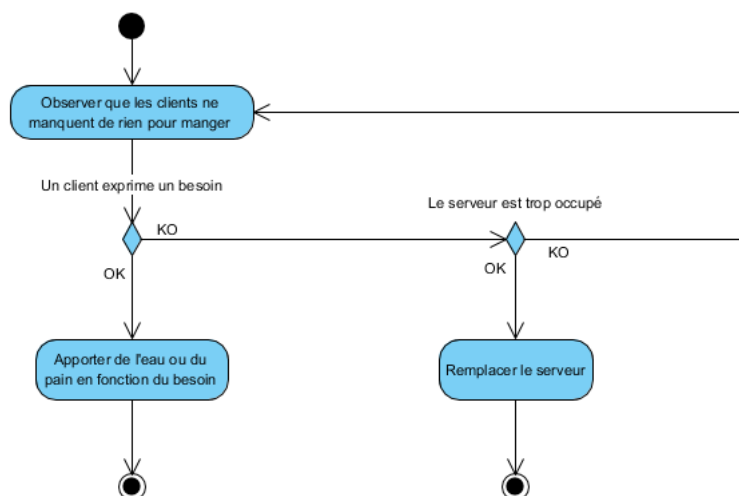 Observer que les clients ne
manquent de rien pour manger
Un client exprime un besoin
Le serveur est trop occupé
KO
KO
OK
OK
Apporter de l'eau ou du
pain en fonction du besoin
Remplacer le serveur